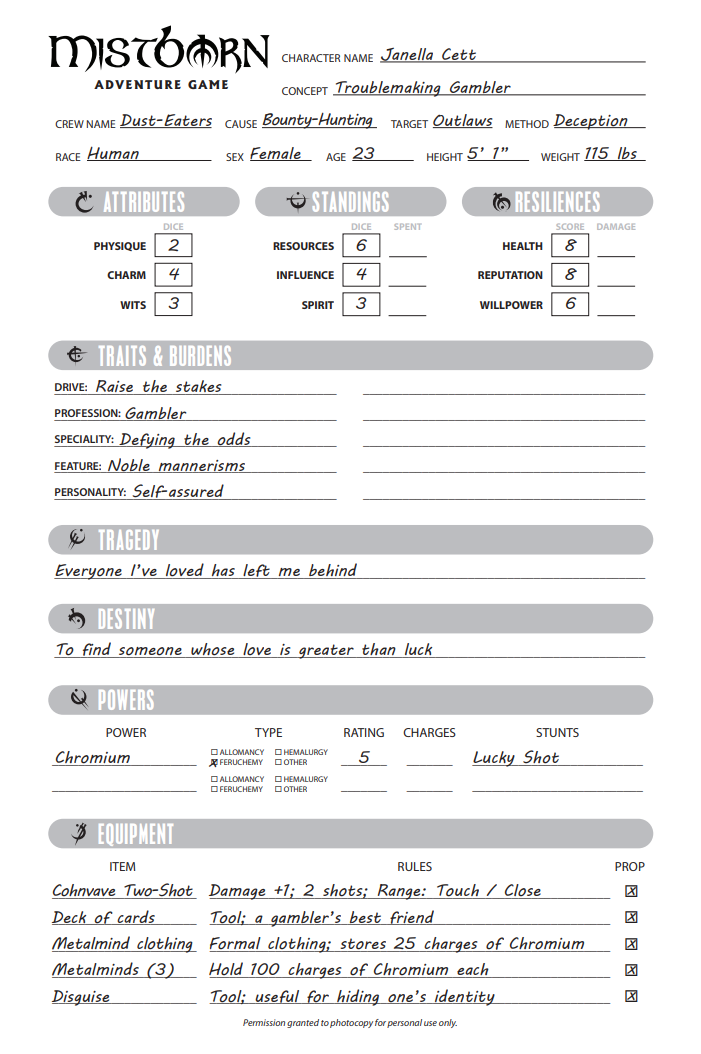 MISTBORN
ADVENTURE GAME
CHARACTER NAME Janella Cett
CONCEPT Troublemaking Gambler
CREW NAME Dust-Eaters CAUSE Bounty-Hunting TARGET Outlaws METHOD Deception
RACE Human SEX Female AGE 23 HEIGHT 5' 1" WEIGHT 115 lbs
ATTRIBUTES STANDINGS RESILIENCES
DICE DICE SPENT SCORE DAMAGE
PHYSIQUE 2 RESOURCES 6 HEALTH 8
CHARM 4 INFLUENCE 4 REPUTATION 8
WITS 3 SPIRIT 3 WILLPOWER 6
TRAITS & BURDENS
DRIVE: Raise the stakes
PROFESSION: Gambler
SPECIALITY: Defying the odds
FEATURE: Noble mannerisms
PERSONALITY: Self-assured
TRAGEDY
Everyone I've loved has left me behind
DESTINY
To find someone whose love is greater than luck
POWERS
POWER TYPE RATING CHARGES STUNTS
Chromium ☐ ALLOMANCY ☐ HEMALURGY 5 Lucky Shot
☒ FERUCHEMY ☐ OTHER
☐ ALLOMANCY ☐ HEMALURGY
☐ FERUCHEMY ☐ OTHER
EQUIPMENT
ITEM RULES PROP
Cohnvave Two-Shot Damage +1; 2 shots; Range: Touch / Close ☒
Deck of cards Tool; a gambler's best friend ☒
Metalmind clothing Formal clothing; stores 25 charges of Chromium ☒
Metalminds (3) Hold 100 charges of Chromium each ☒
Disguise Tool; useful for hiding one's identity ☒
Permission granted to photocopy for personal use only.